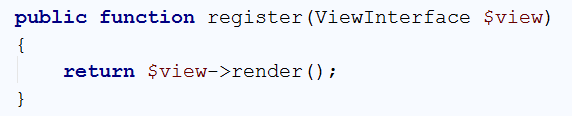 public function register(ViewInterface $view)
{
    return $view->render();
}